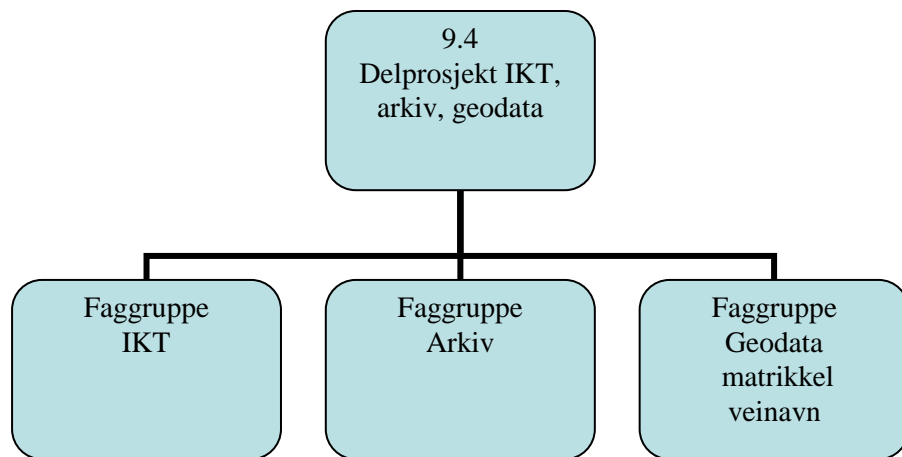 9.4
Delprosjekt IKT,
arkiv, geodata
Faggruppe
IKT
Faggruppe
Arkiv
Faggruppe
Geodata
matrikkel
veinavn